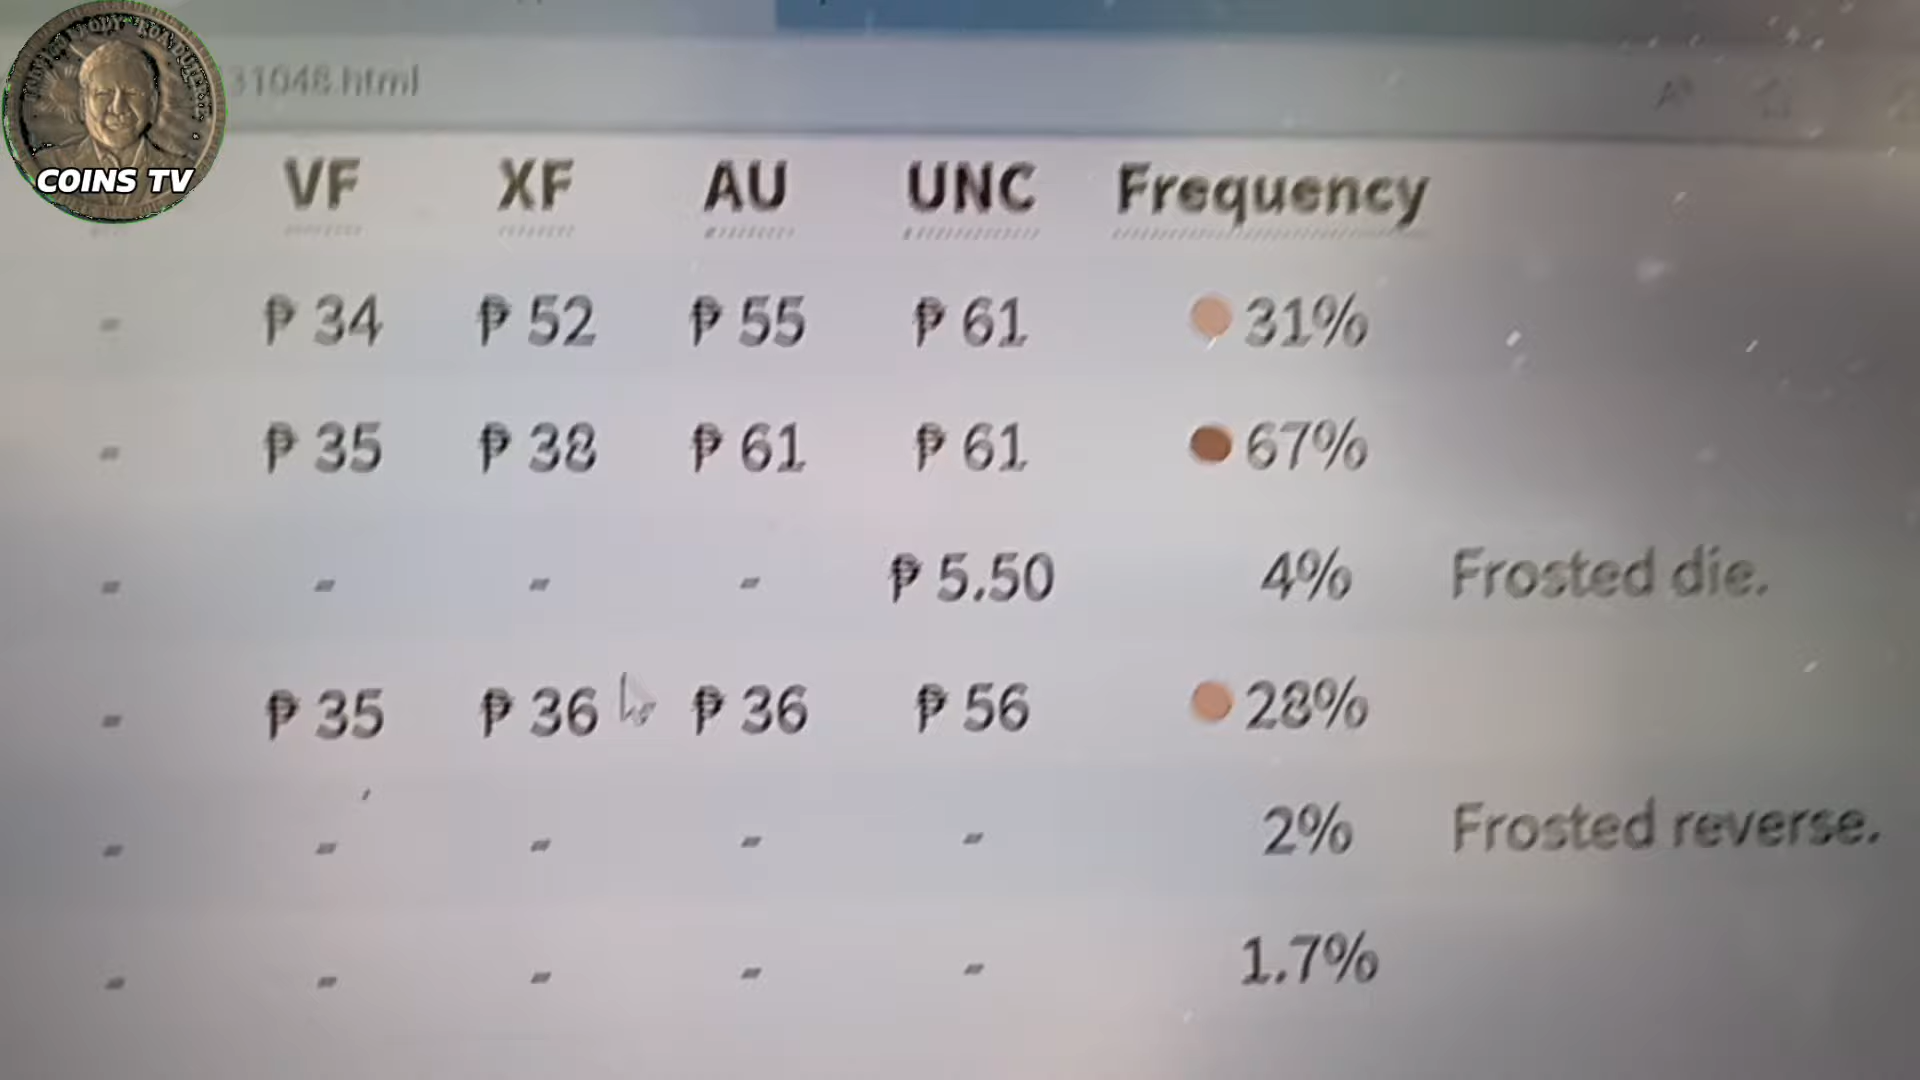 31048.html
COINS TV
VF XF AU UNC Frequency
- ₱ 34 ₱ 52 ₱ 55 ₱ 61 31%
- ₱ 35 ₱ 38 ₱ 61 ₱ 61 67%
- - - - ₱ 5.50 4% Frosted die.
- ₱ 35 ₱ 36 ₱ 36 ₱ 56 28%
- - - - - 2% Frosted reverse.
- - - - - 1.7%